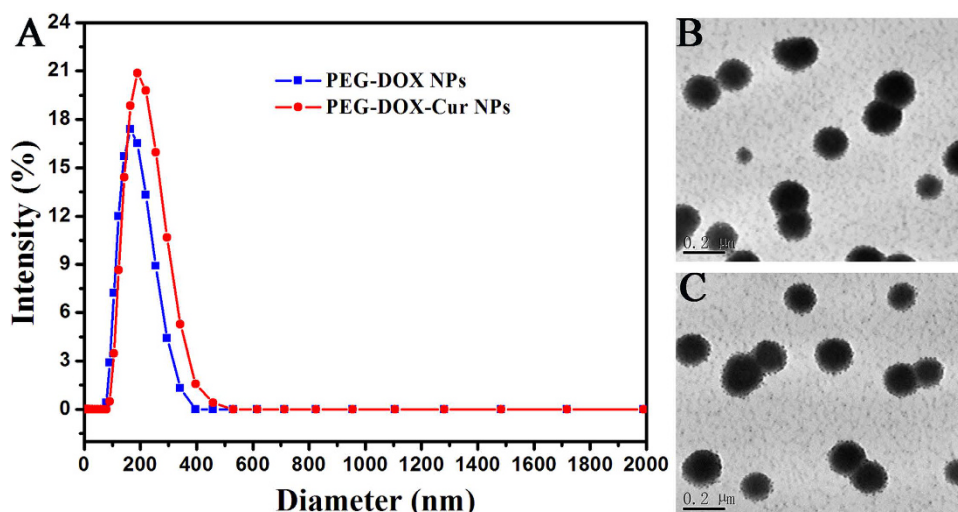 A
24
21
18
15
12
9
6
3
0
Intensity (%)
PEG-DOX NPs
PEG-DOX-Cur NPs
0 200 400 600 800 1000 1200 1400 1600 1800 2000
Diameter (nm)
B
0.2 μm
C
0.2 μm